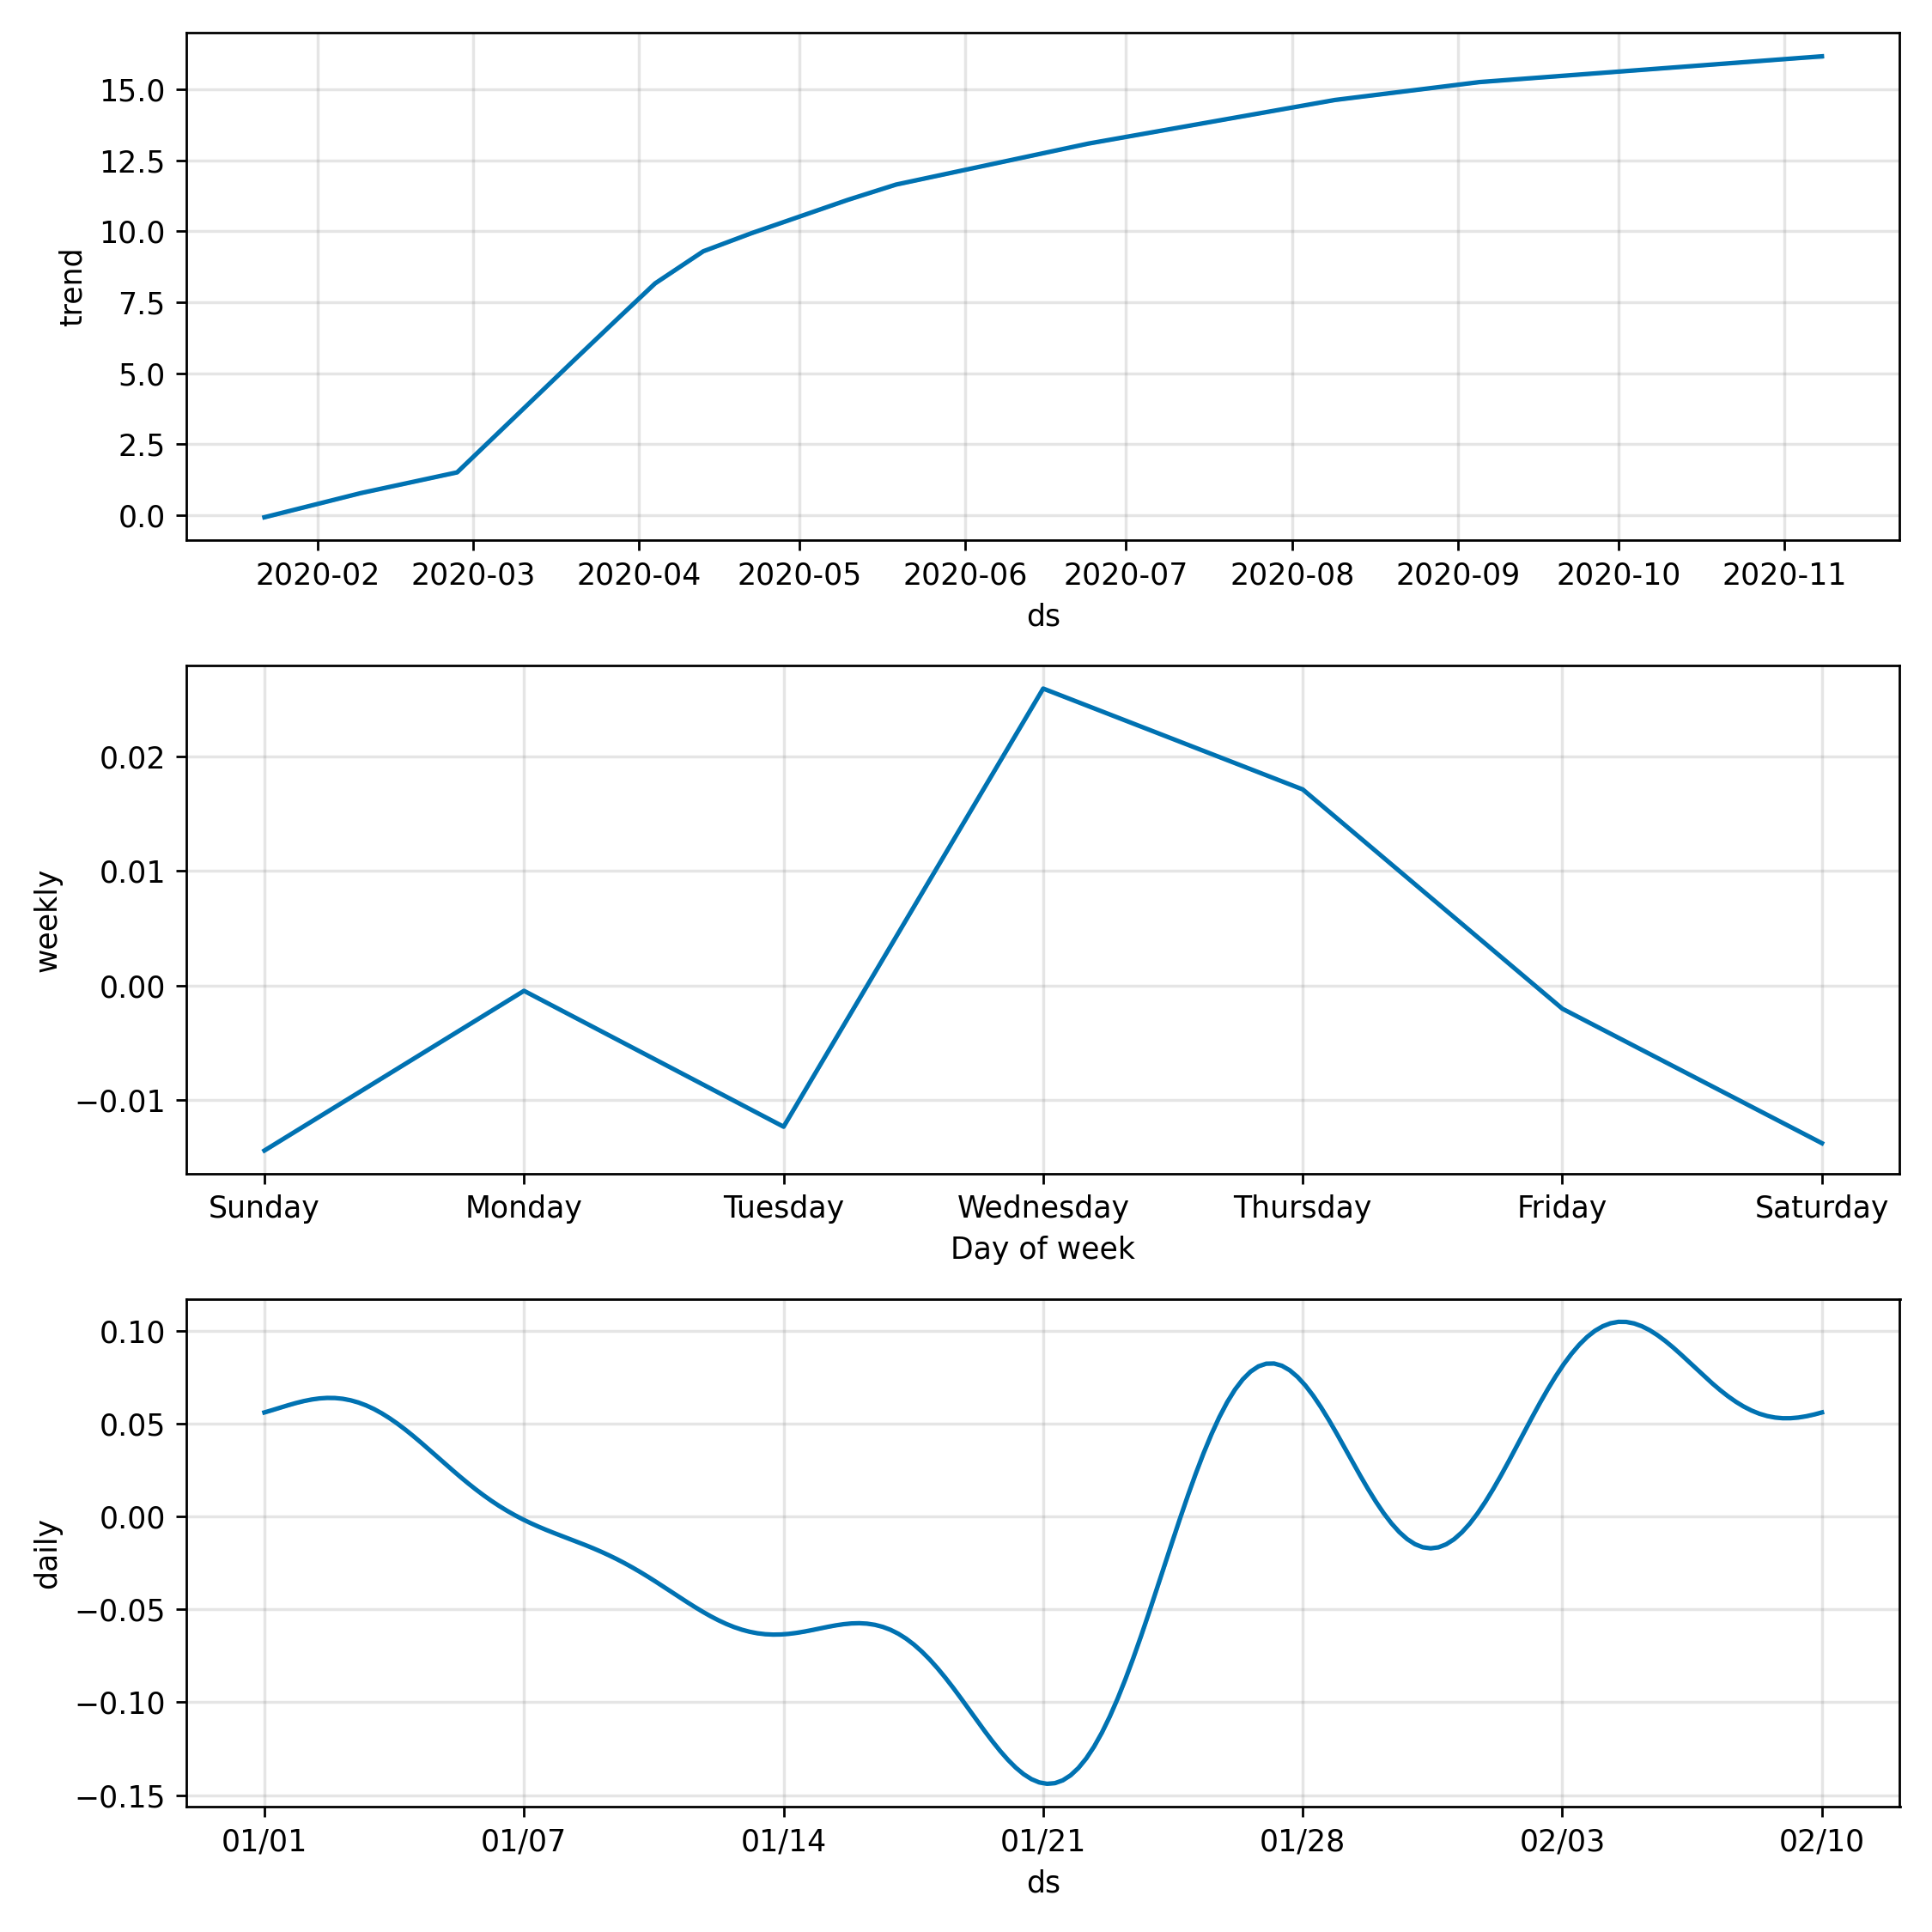 15.0
12.5
10.0
7.5
5.0
2.5
0.0
trend
2020-02 2020-03 2020-04 2020-05 2020-06 2020-07 2020-08 2020-09 2020-10 2020-11
ds
0.02
0.01
0.00
−0.01
weekly
Sunday Monday Tuesday Wednesday Thursday Friday Saturday
Day of week
0.10
0.05
0.00
−0.05
−0.10
−0.15
daily
01/01 01/07 01/14 01/21 01/28 02/03 02/10
ds